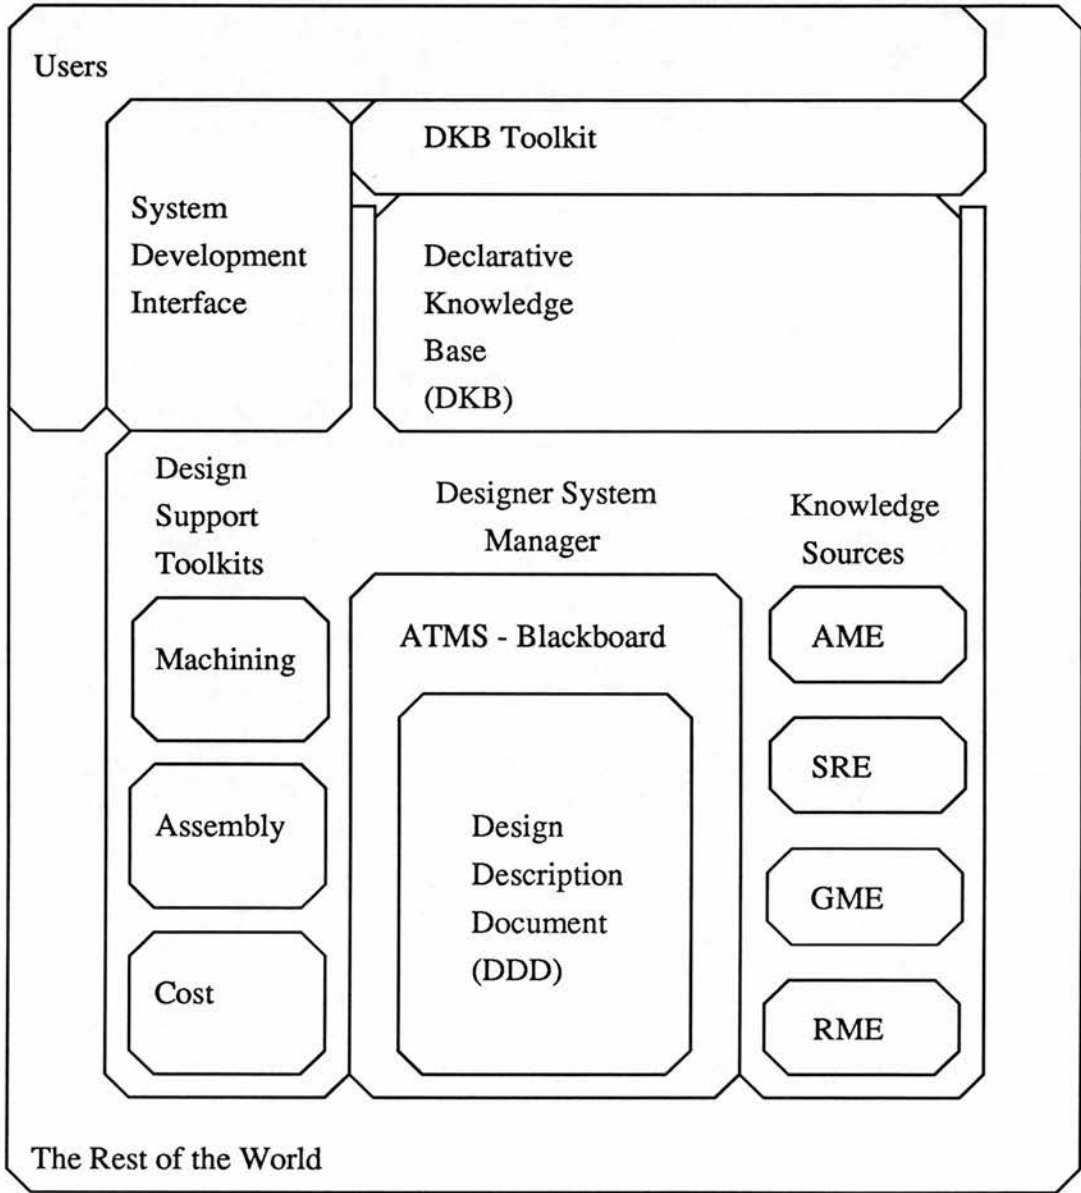 Users
DKB Toolkit
System
Development
Interface
Declarative
Knowledge
Base
(DKB)
Design
Support
Toolkits
Designer System
Manager
Knowledge
Sources
Machining
Assembly
Cost
ATMS - Blackboard
Design
Description
Document
(DDD)
AME
SRE
GME
RME
The Rest of the World